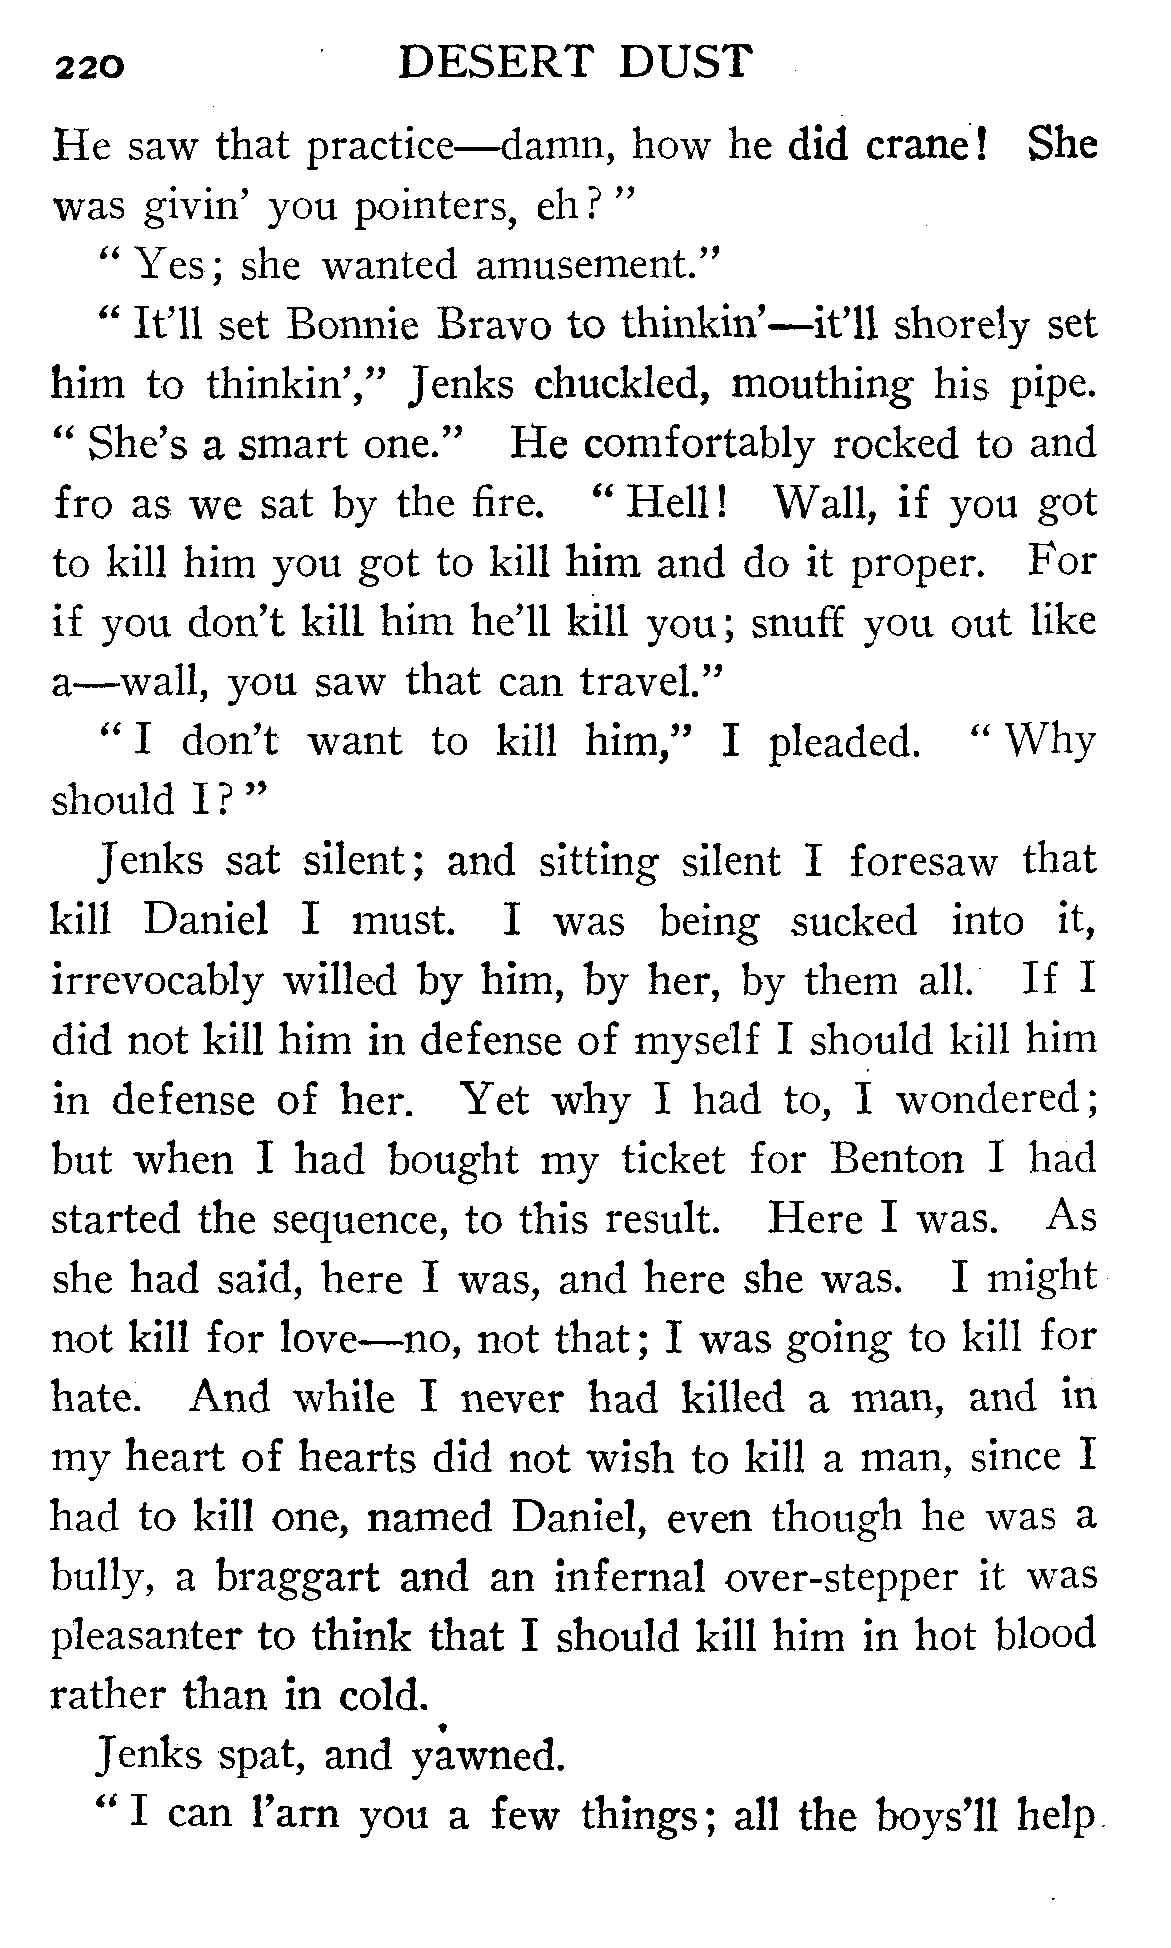 220 DESERT DUST
He saw that practice—damn, how he did crane! She
was givin’ you pointers, eh? ”
“ Yes; she wanted amusement.”
“ It’ll set Bonnie Bravo to thinkin’—it’ll shorely set
him to thinkin’,” Jenks chuckled, mouthing his pipe.
“ She’s a smart one.” He comfortably rocked to and
fro as we sat by the fire. “ Hell! Wall, if you got
to kill him you got to kill him and do it proper. For
if you don’t kill him he’ll kill you; snuff you out like
a—wall, you saw that can travel.”
“ I don’t want to kill him,” I pleaded. “ Why
should I? ”
Jenks sat silent; and sitting silent I foresaw that
kill Daniel I must. I was being sucked into it,
irrevocably willed by him, by her, by them all. If I
did not kill him in defense of myself I should kill him
in defense of her. Yet why I had to, I wondered;
but when I had bought my ticket for Benton I had
started the sequence, to this result. Here I was. As
she had said, here I was, and here she was. I might
not kill for love—no, not that; I was going to kill for
hate. And while I never had killed a man, and in
my heart of hearts did not wish to kill a man, since I
had to kill one, named Daniel, even though he was a
bully, a braggart and an infernal over-stepper it was
pleasanter to think that I should kill him in hot blood
rather than in cold.
Jenks spat, and yawned.
“ I can l’arn you a few things; all the boys’ll help